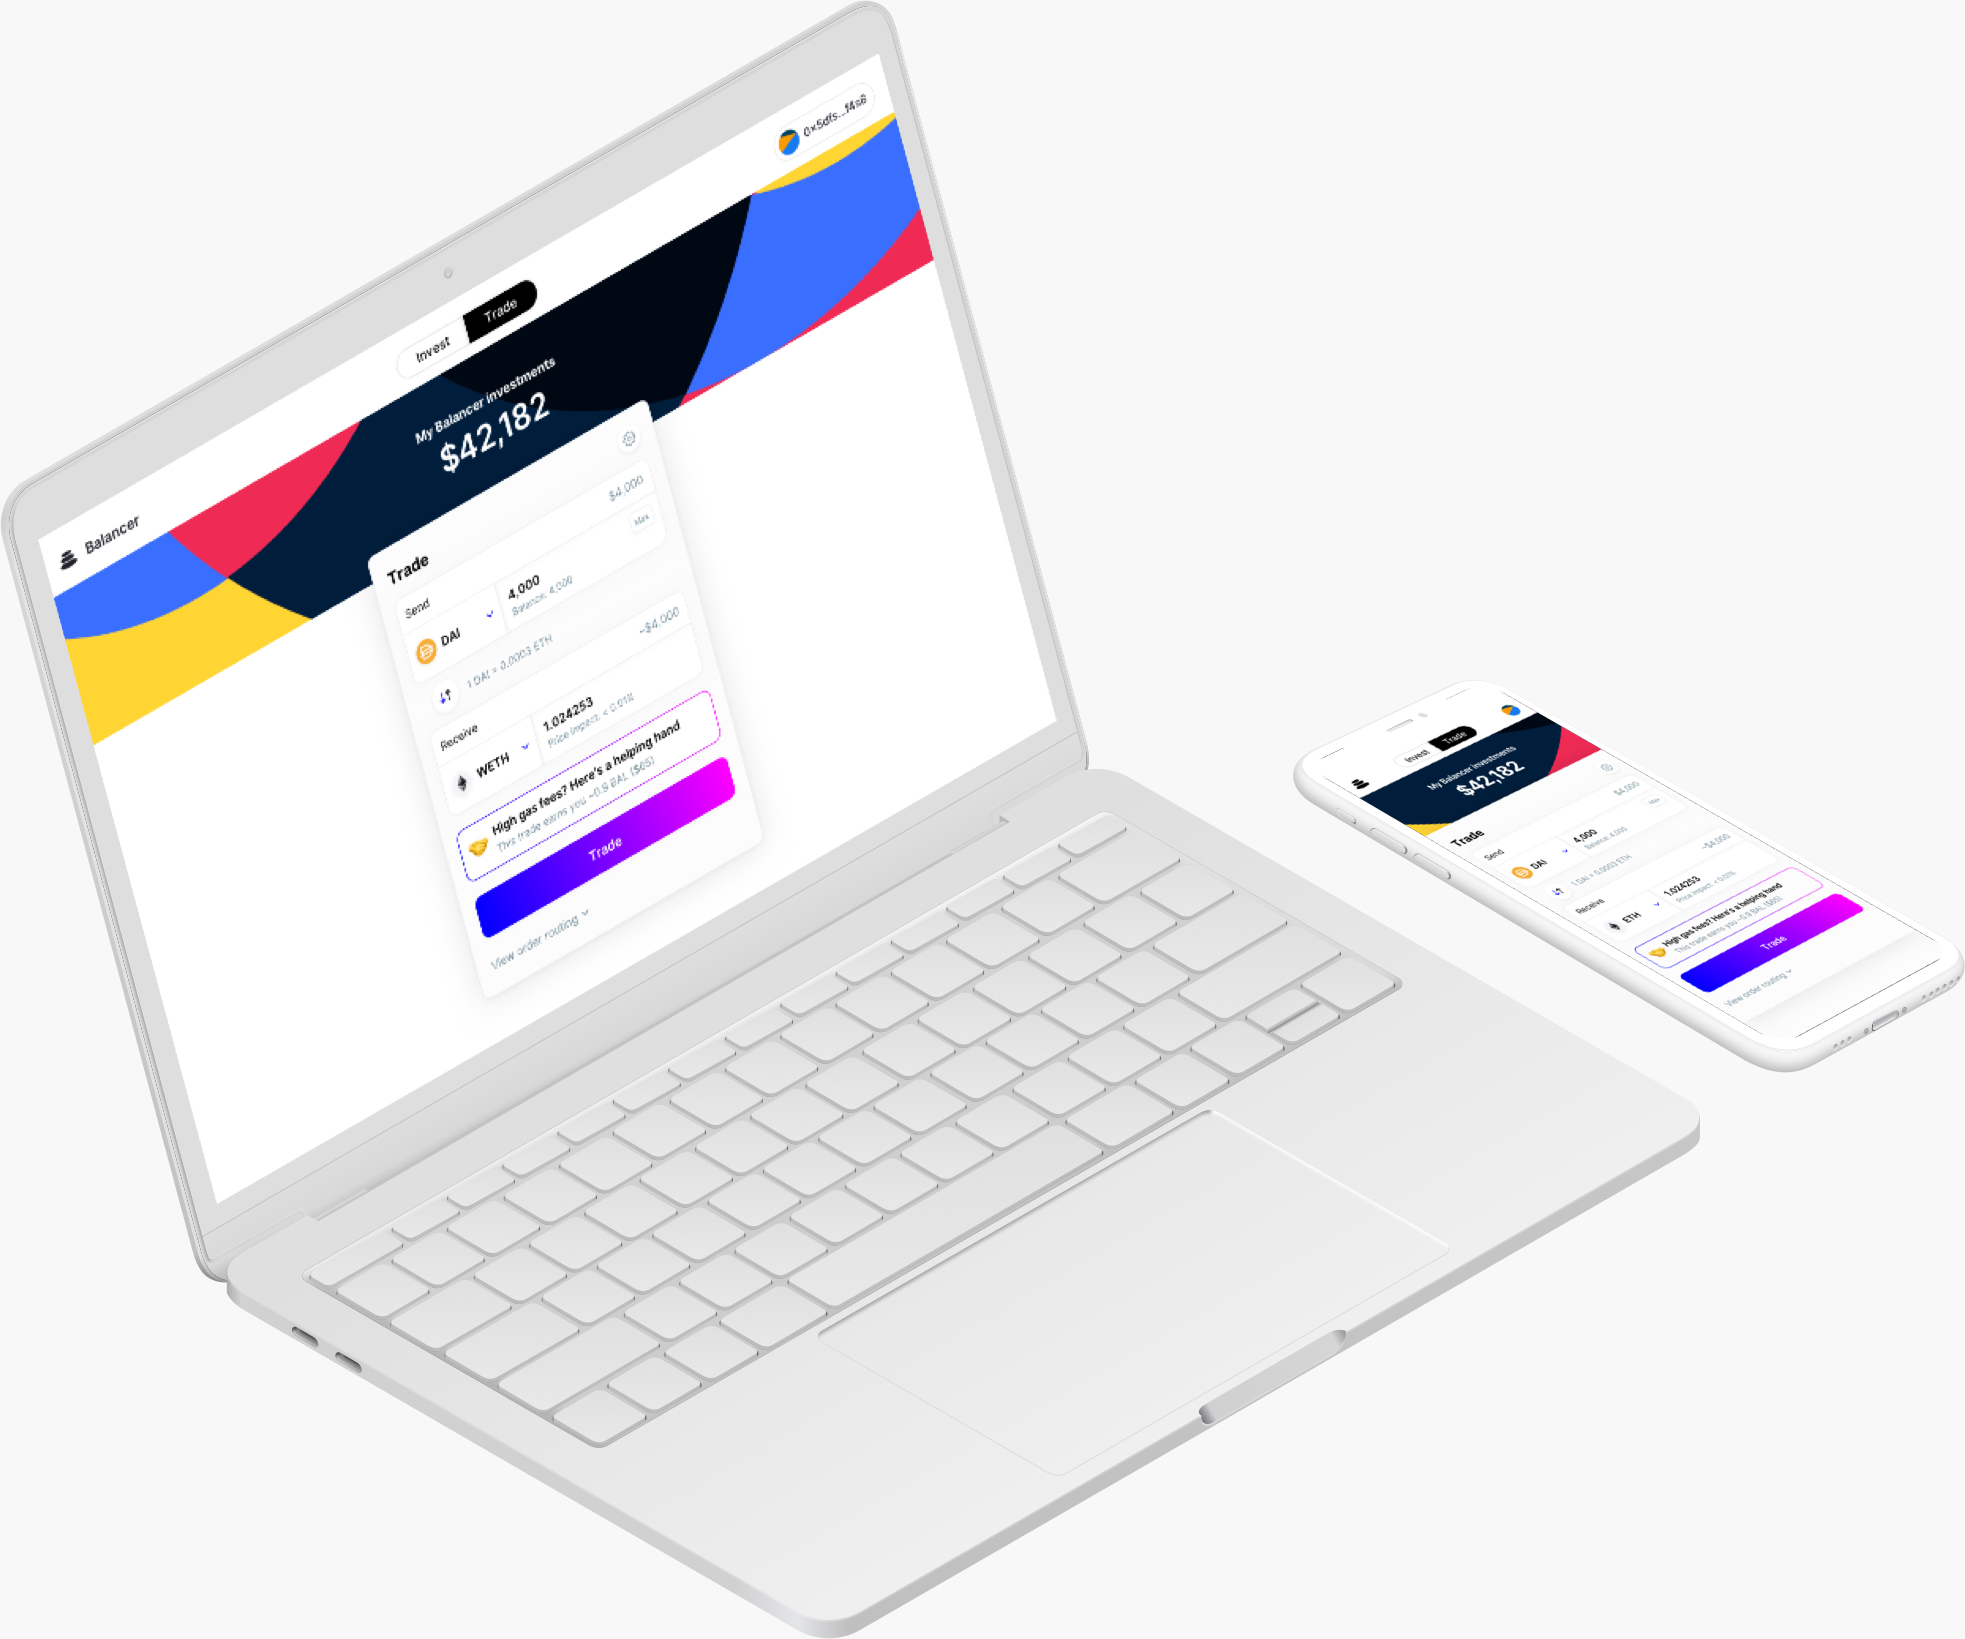 Balancer
Invest
Trade
0x5dfs...f4s6
My Balancer investments
$42,182
Trade
Send
$4,000
DAI
4,000
Balance: 4,000
Max
1 DAI = 0.0003 ETH
Receive
~$4,000
WETH
1.024253
Price impact: < 0.01%
High gas fees? Here's a helping hand
This trade earns you ~0.9 BAL ($65)
Trade
View order routing
Invest
Trade
My Balancer investments
$42,182
Trade
Send
$4,000
DAI
4,000
Balance: 4,000
Max
1 DAI = 0.0003 ETH
Receive
~$4,000
ETH
1.024253
Price impact: < 0.01%
High gas fees? Here's a helping hand
This trade earns you ~0.9 BAL ($65)
Trade
View order routing